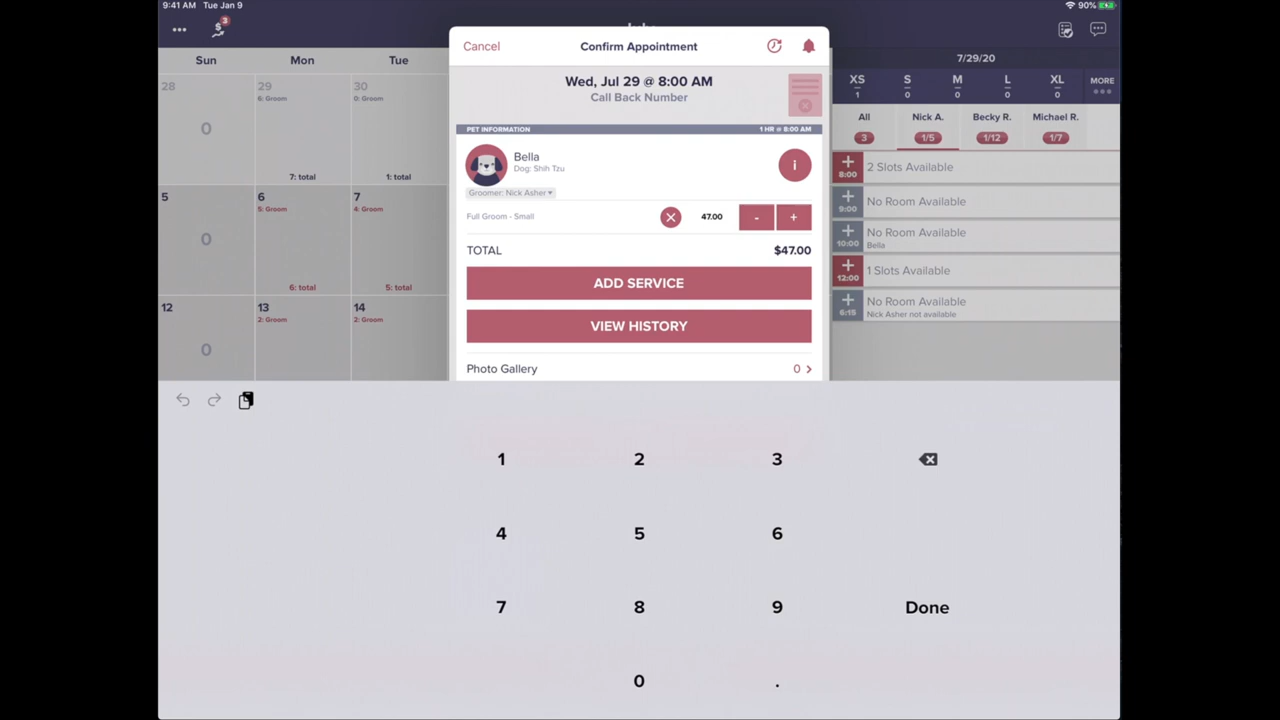 9:41 AM Tue Jan 9
90%
3
Sun Mon Tue
28 29 30
6: Groom 0: Groom
0
7: total 1: total
5 6 7
5: Groom 4: Groom
0
6: total 5: total
12 13 14
2: Groom 2: Groom
0
Cancel Confirm Appointment
Wed, Jul 29 @ 8:00 AM
Call Back Number
PET INFORMATION 1 HR @ 8:00 AM
Bella
Dog: Shih Tzu
i
Groomer: Nick Asher
Full Groom - Small 47.00 - +
TOTAL $47.00
ADD SERVICE
VIEW HISTORY
Photo Gallery 0 >
7/29/20
XS S M L XL MORE
1 0 0 0 0
All Nick A. Becky R. Michael R.
3 1/5 1/12 1/7
+ 8:00 2 Slots Available
+ 9:00 No Room Available
+ 10:00 No Room Available
Bella
+ 12:00 1 Slots Available
+ 6:15 No Room Available
Nick Asher not available
1 2 3
4 5 6
7 8 9 Done
0 .